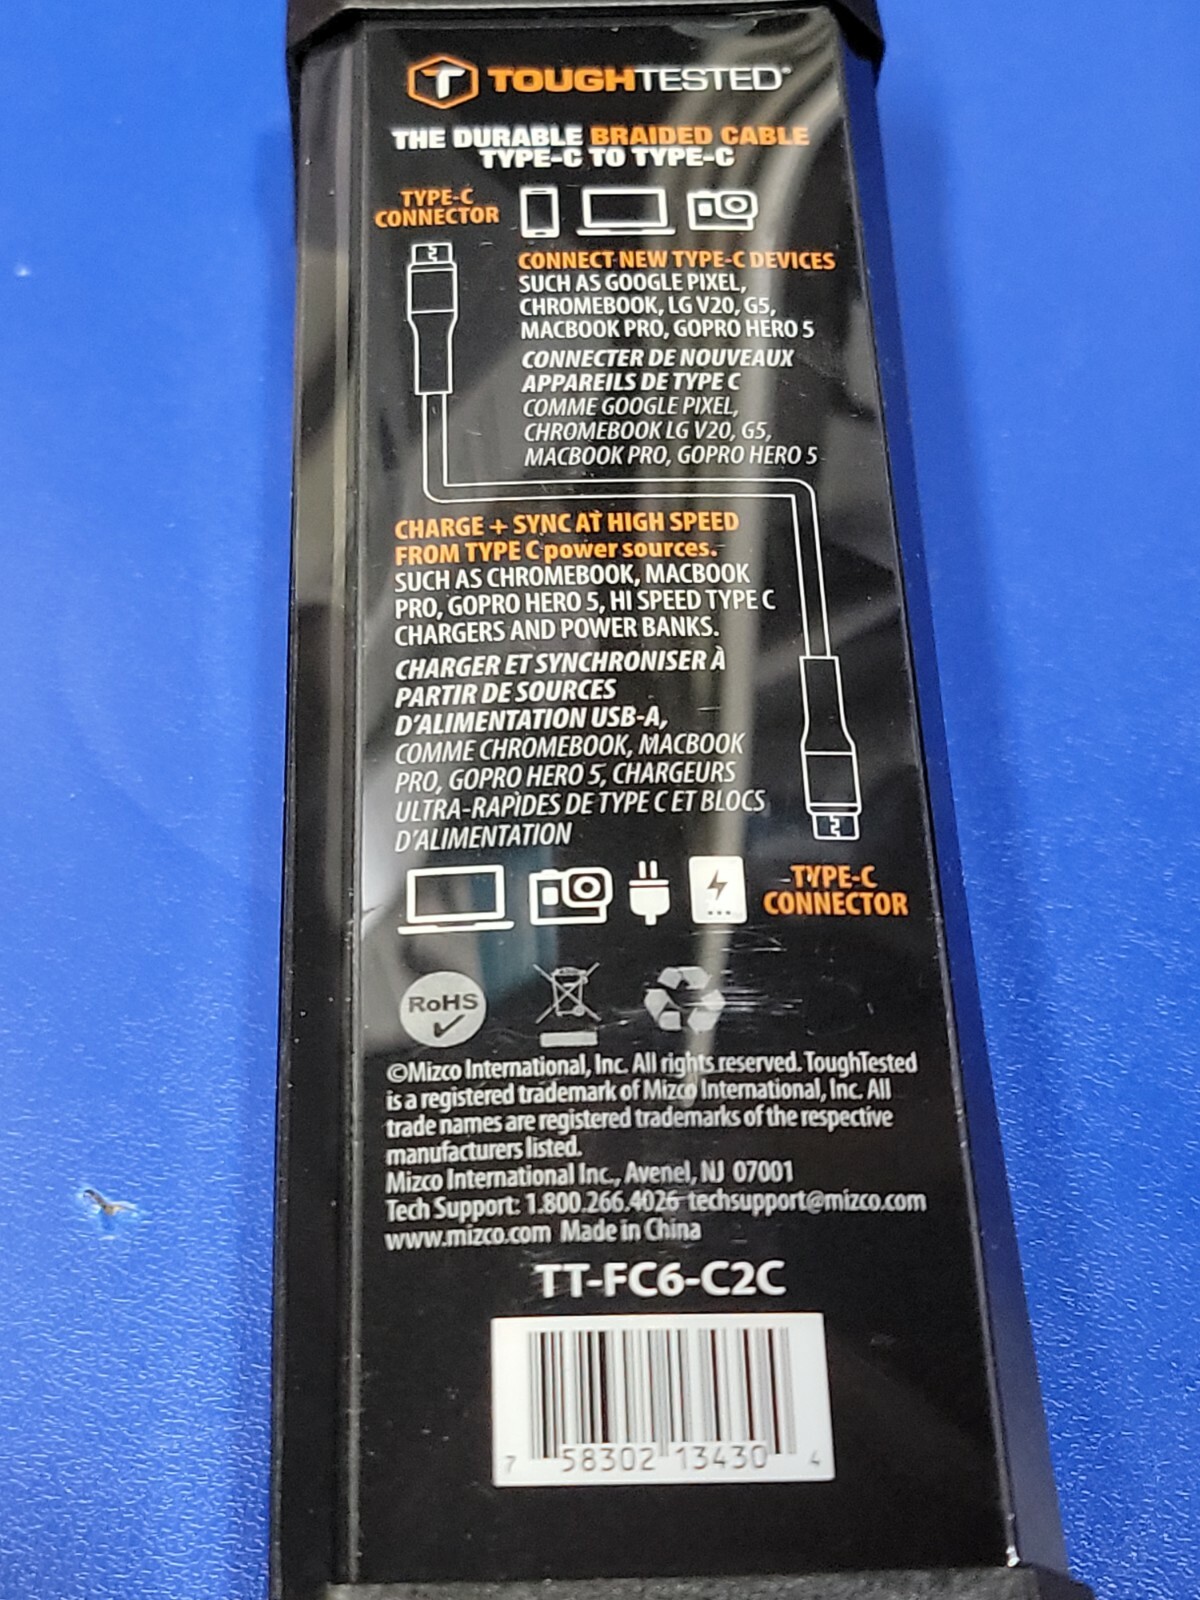 TOUGHTESTED®
THE DURABLE BRAIDED CABLE
TYPE-C TO TYPE-C
TYPE-C
CONNECTOR
CONNECT NEW TYPE-C DEVICES
SUCH AS GOOGLE PIXEL,
CHROMEBOOK, LG V20, G5,
MACBOOK PRO, GOPRO HERO 5
CONNECTER DE NOUVEAUX
APPAREILS DE TYPE C
COMME GOOGLE PIXEL,
CHROMEBOOK LG V20, G5,
MACBOOK PRO, GOPRO HERO 5
CHARGE + SYNC AT HIGH SPEED
FROM TYPE C power sources.
SUCH AS CHROMEBOOK, MACBOOK
PRO, GOPRO HERO 5, HI SPEED TYPE C
CHARGERS AND POWER BANKS.
CHARGER ET SYNCHRONISER À
PARTIR DE SOURCES
D'ALIMENTATION USB-A,
COMME CHROMEBOOK, MACBOOK
PRO, GOPRO HERO 5, CHARGEURS
ULTRA-RAPIDES DE TYPE C ET BLOCS
D'ALIMENTATION
TYPE-C
CONNECTOR
RoHS
©Mizco International, Inc. All rights reserved. ToughTested
is a registered trademark of Mizco International, Inc. All
trade names are registered trademarks of the respective
manufacturers listed.
Mizco International Inc., Avenel, NJ 07001
Tech Support: 1.800.266.4026 techsupport@mizco.com
www.mizco.com Made in China
TT-FC6-C2C
7 58302 13430 4